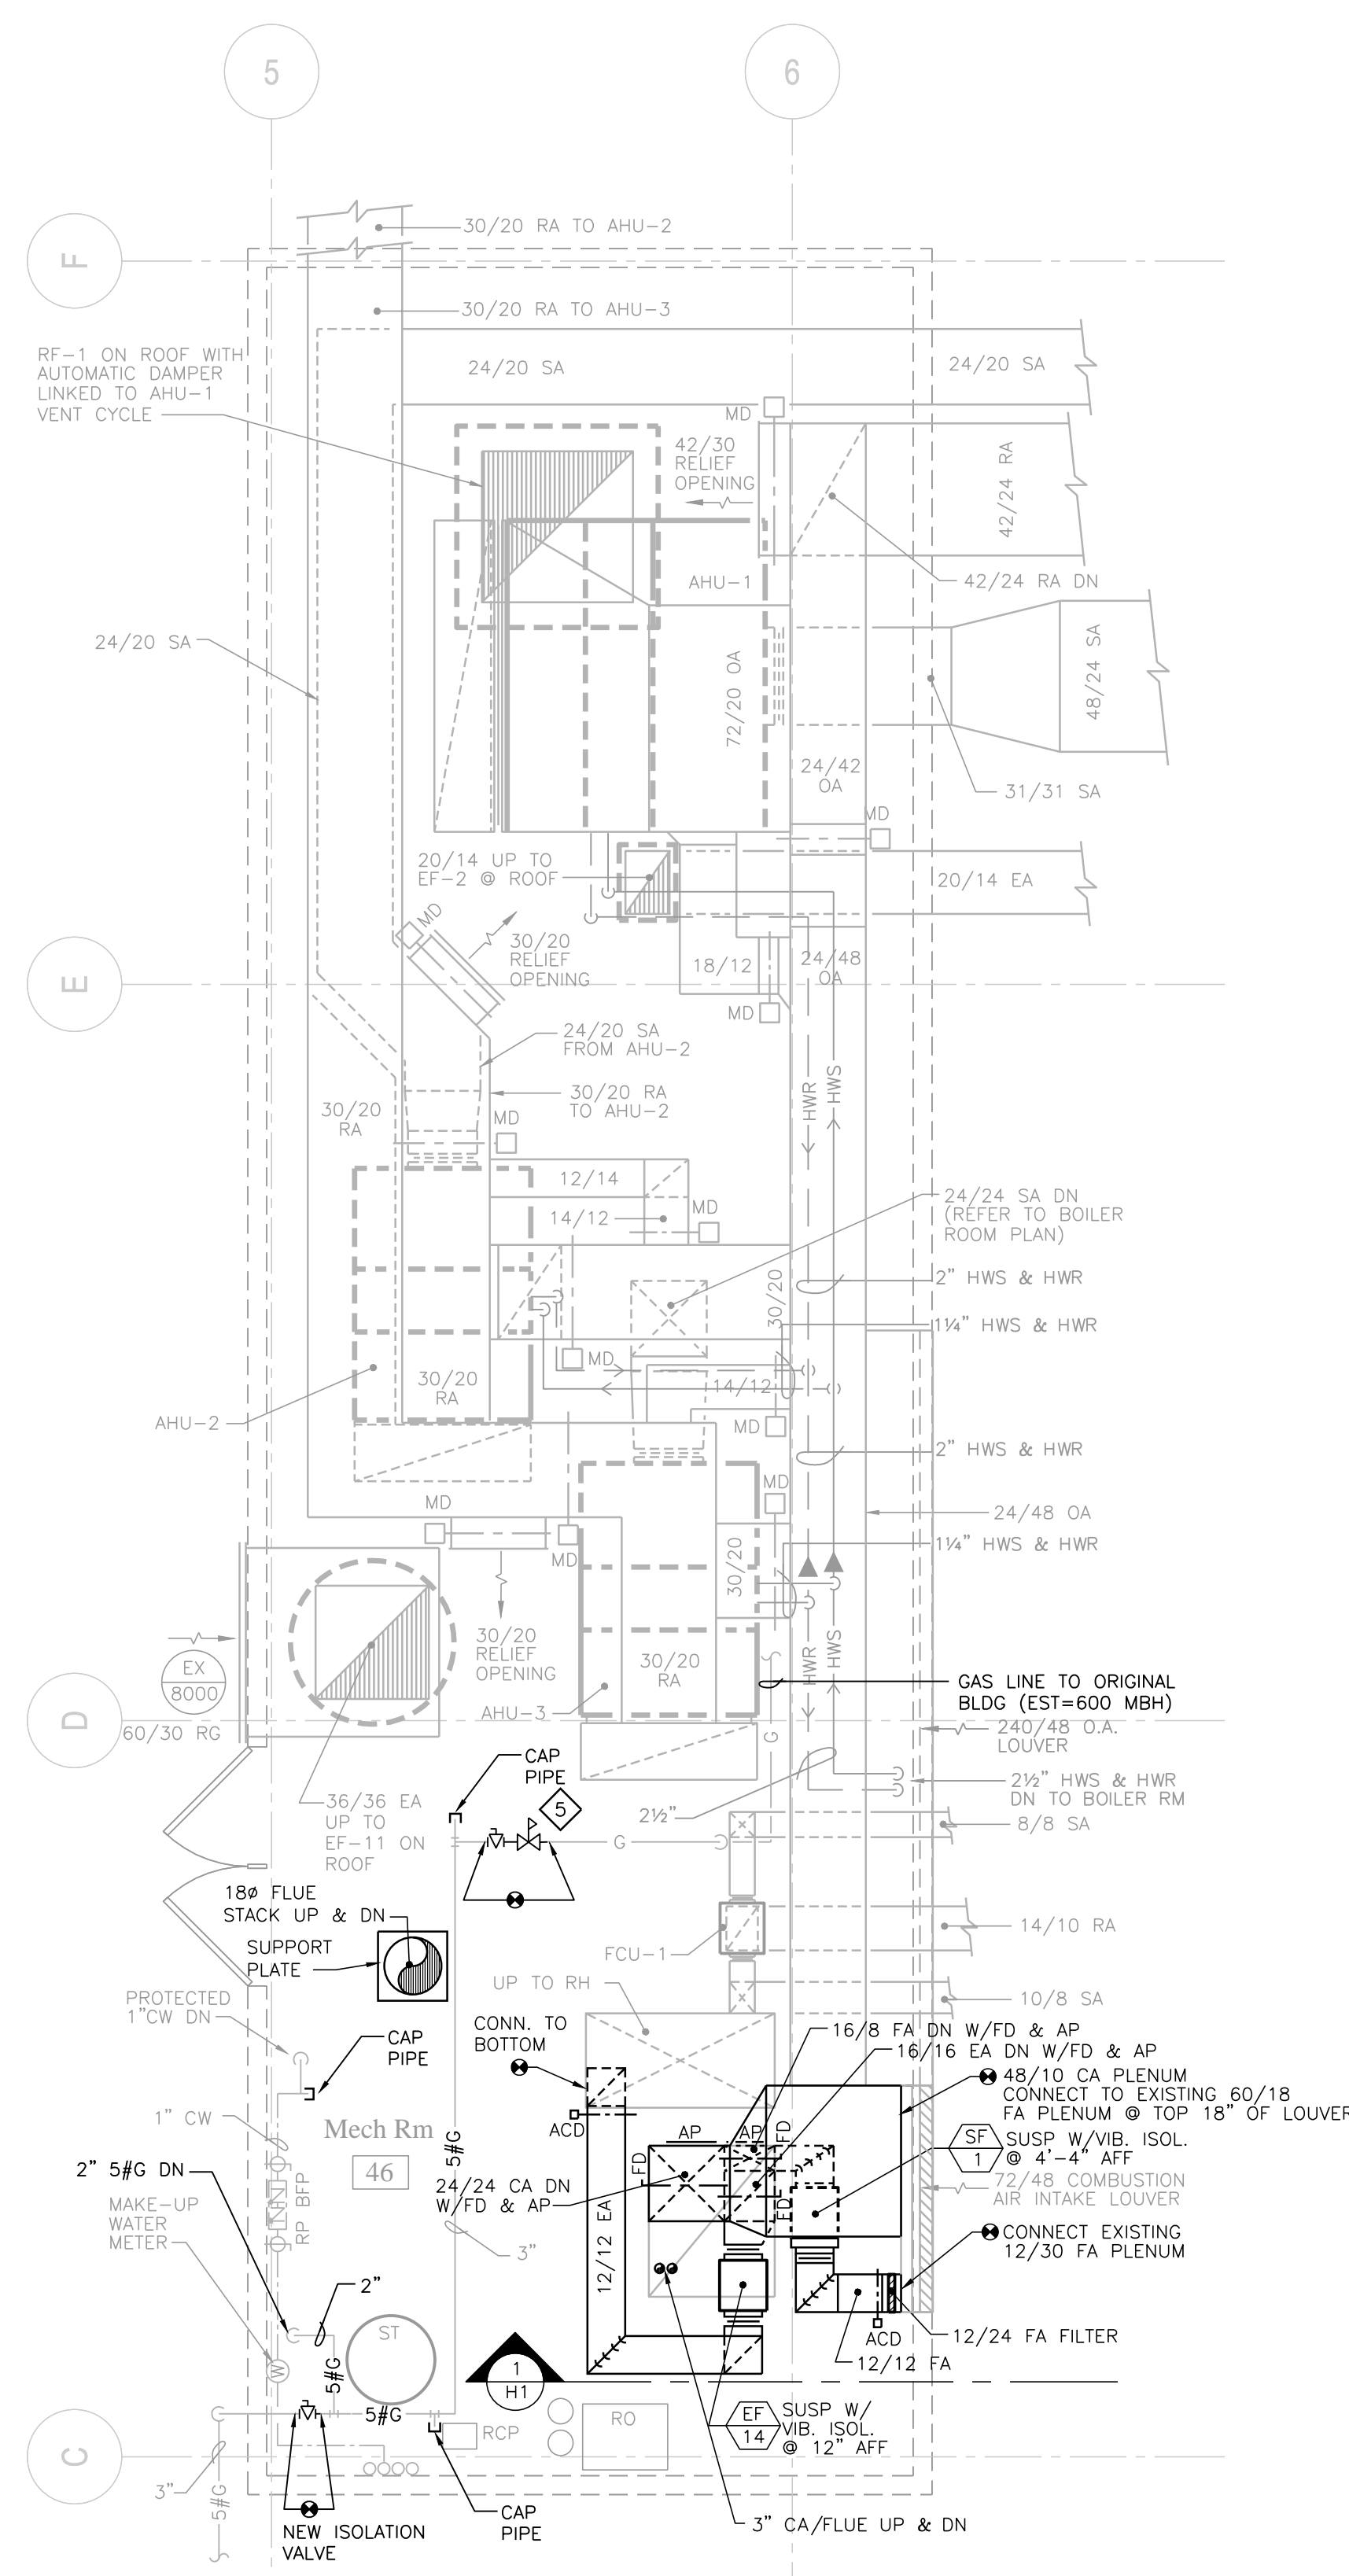 5
6
F
30/20 RA TO AHU-2
30/20 RA TO AHU-3
RF-1 ON ROOF WITH
AUTOMATIC DAMPER
LINKED TO AHU-1
VENT CYCLE
24/20 SA
24/20 SA
MD
42/30
RELIEF
OPENING
42/24 RA
AHU-1
42/24 RA DN
24/20 SA
72/20 OA
48/24 SA
24/42
OA
31/31 SA
MD
20/14 UP TO
EF-2 @ ROOF
20/14 EA
MD
30/20
RELIEF
OPENING
18/12
24/48
OA
E
MD
24/20 SA
FROM AHU-2
30/20 RA
TO AHU-2
HWR
HWS
30/20
RA
MD
12/14
14/12
MD
24/24 SA DN
(REFER TO BOILER
ROOM PLAN)
2" HWS & HWR
30/20
1¼" HWS & HWR
MD
30/20
RA
14/12
AHU-2
MD
2" HWS & HWR
MD
MD
24/48 OA
MD
1¼" HWS & HWR
30/20
30/20
RELIEF
OPENING
HWR
HWS
EX
8000
30/20
RA
GAS LINE TO ORIGINAL
BLDG (EST=600 MBH)
AHU-3
D
60/30 RG
G
240/48 O.A.
LOUVER
CAP
PIPE
36/36 EA
UP TO
EF-11 ON
ROOF
5
2½"
2½" HWS & HWR
DN TO BOILER RM
8/8 SA
G
18ø FLUE
STACK UP & DN
14/10 RA
SUPPORT
PLATE
FCU-1
UP TO RH
PROTECTED
1"CW DN
10/8 SA
CONN. TO
BOTTOM
16/8 FA DN W/FD & AP
CAP
PIPE
16/16 EA DN W/FD & AP
48/10 CA PLENUM
CONNECT TO EXISTING 60/18
FA PLENUM @ TOP 18" OF LOUVER
1" CW
Mech Rm
ACD
AP
AP
FD
SF
1
SUSP W/VIB. ISOL.
@ 4'-4" AFF
5#G
2" 5#G DN
46
FD
24/24 CA DN
W/FD & AP
72/48 COMBUSTION
AIR INTAKE LOUVER
MAKE-UP
WATER
METER
RP BFP
FD
12/12 EA
3"
CONNECT EXISTING
12/30 FA PLENUM
2"
ST
ACD
12/24 FA FILTER
W
5#G
12/12 FA
1
H1
5#G
RCP
RO
EF
14
SUSP W/
VIB. ISOL.
@ 12" AFF
C
3"
5#G
CAP
PIPE
3" CA/FLUE UP & DN
NEW ISOLATION
VALVE